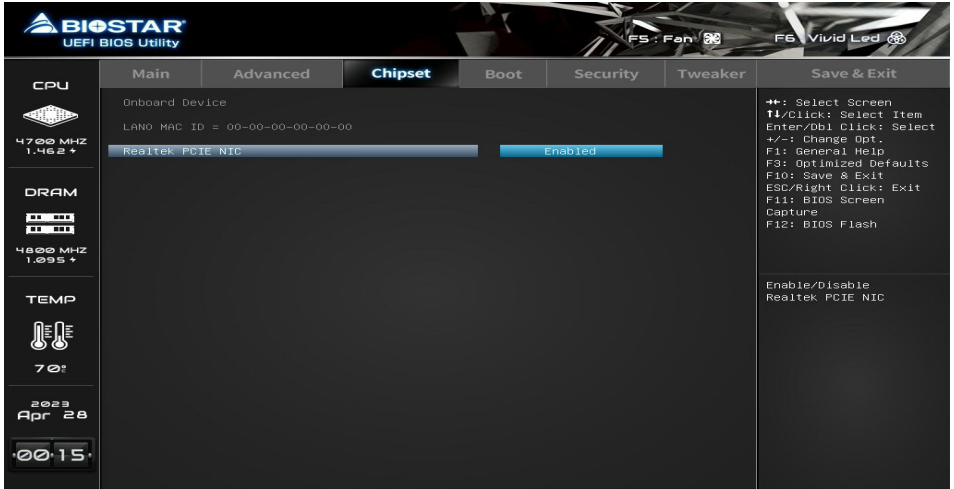 BIOSTAR®
UEFI BIOS Utility
F5 : Fan
F6 Vivid Led
Main Advanced Chipset Boot Security Tweaker Save & Exit
CPU
4700 MHZ
1.462
DRAM
4800 MHZ
1.095
TEMP
70
2023
Apr 28
00 15
Onboard Device
LAN0 MAC ID = 00-00-00-00-00-00
Realtek PCIE NIC Enabled
→←: Select Screen
↑↓/Click: Select Item
Enter/Dbl Click: Select
+/-: Change Opt.
F1: General Help
F3: Optimized Defaults
F10: Save & Exit
ESC/Right Click: Exit
F11: BIOS Screen
Capture
F12: BIOS Flash
Enable/Disable
Realtek PCIE NIC